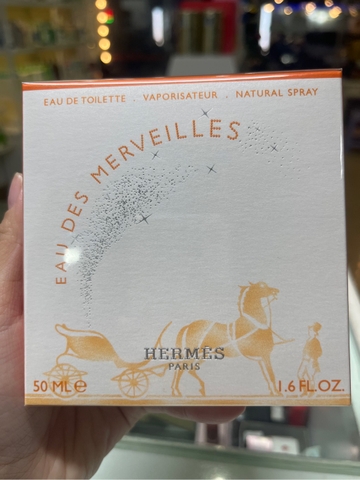 EAU DE TOILETTE . VAPORISATEUR . NATURAL SPRAY
EAU DES MERVEILLES
HERMÈS
PARIS
50 ML e 1.6 FL.OZ.